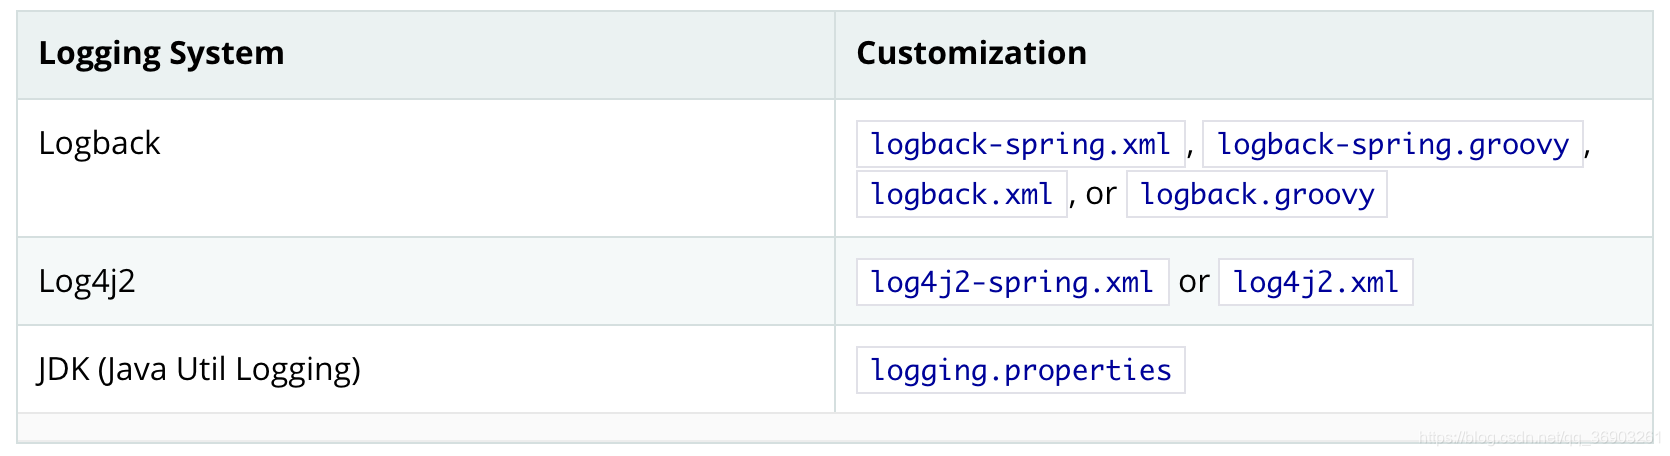 Logging System Customization
Logback logback-spring.xml, logback-spring.groovy,
logback.xml, or logback.groovy
Log4j2 log4j2-spring.xml or log4j2.xml
JDK (Java Util Logging) logging.properties
https://blog.csdn.net/qq_36903261